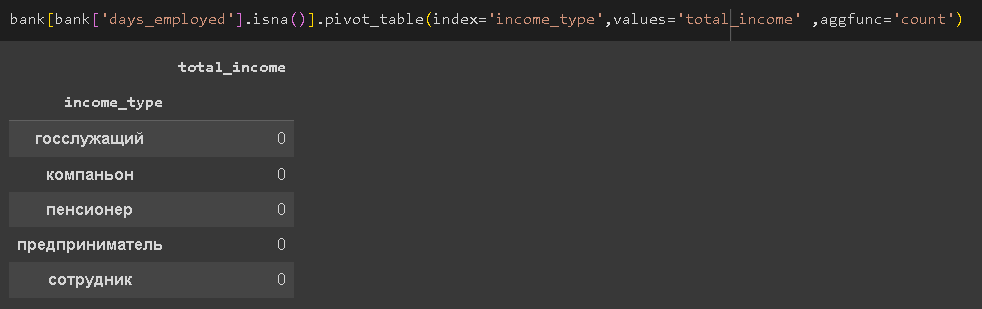 bank[bank['days_employed'].isna()].pivot_table(index='income_type',values='total_income' ,aggfunc='count')
total_income
income_type
госслужащий 0
компаньон 0
пенсионер 0
предприниматель 0
сотрудник 0